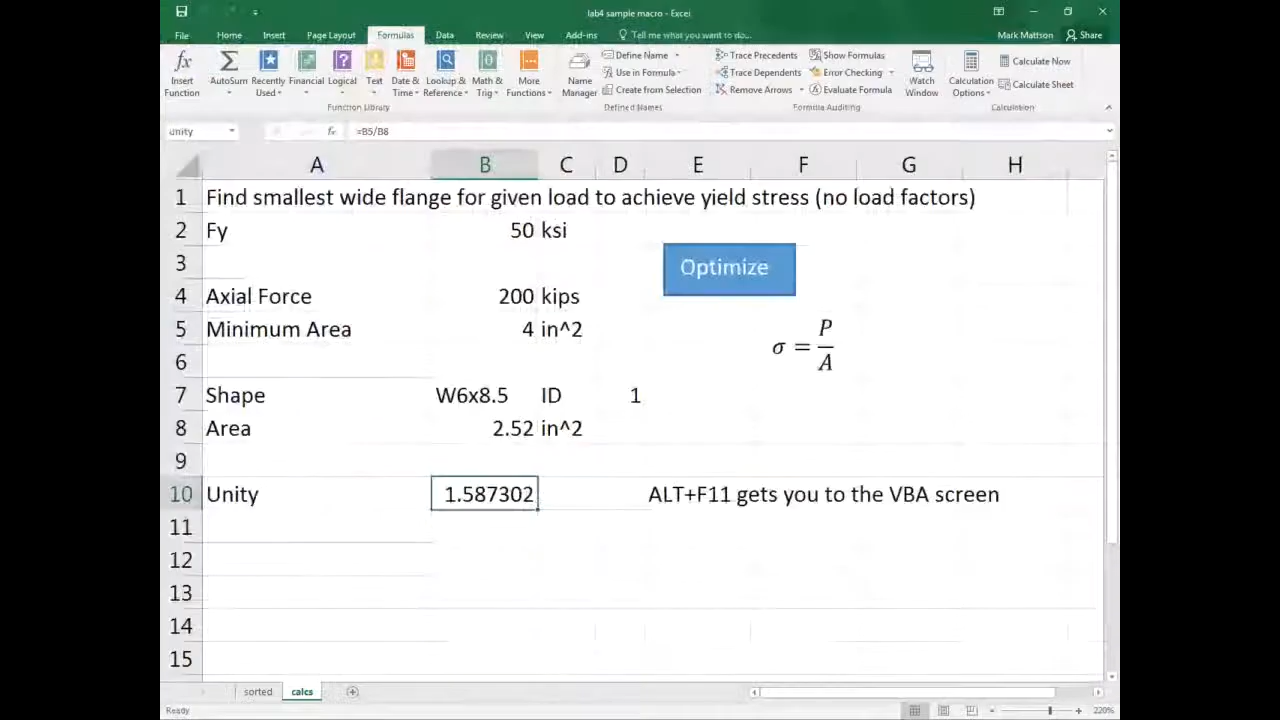 lab4 sample macro - Excel
File Home Insert Page Layout Formulas Data Review View Add-ins Tell me what you want to do... Mark Mattson Share
Insert Function
AutoSum
Recently Used
Financial
Logical
Text
Date & Time
Lookup & Reference
Math & Trig
More Functions
Function Library
Name Manager
Define Name
Use in Formula
Create from Selection
Defined Names
Trace Precedents
Trace Dependents
Remove Arrows
Show Formulas
Error Checking
Evaluate Formula
Formula Auditing
Watch Window
Calculation Options
Calculate Now
Calculate Sheet
Calculation
unity fx =B5/B8
A B C D E F G H
1 Find smallest wide flange for given load to achieve yield stress (no load factors)
2 Fy 50 ksi
3
Optimize
4 Axial Force 200 kips
5 Minimum Area 4 in^2
σ = P/A
6
7 Shape W6x8.5 ID 1
8 Area 2.52 in^2
9
10 Unity 1.587302 ALT+F11 gets you to the VBA screen
11
12
13
14
15
sorted calcs
Ready 220%